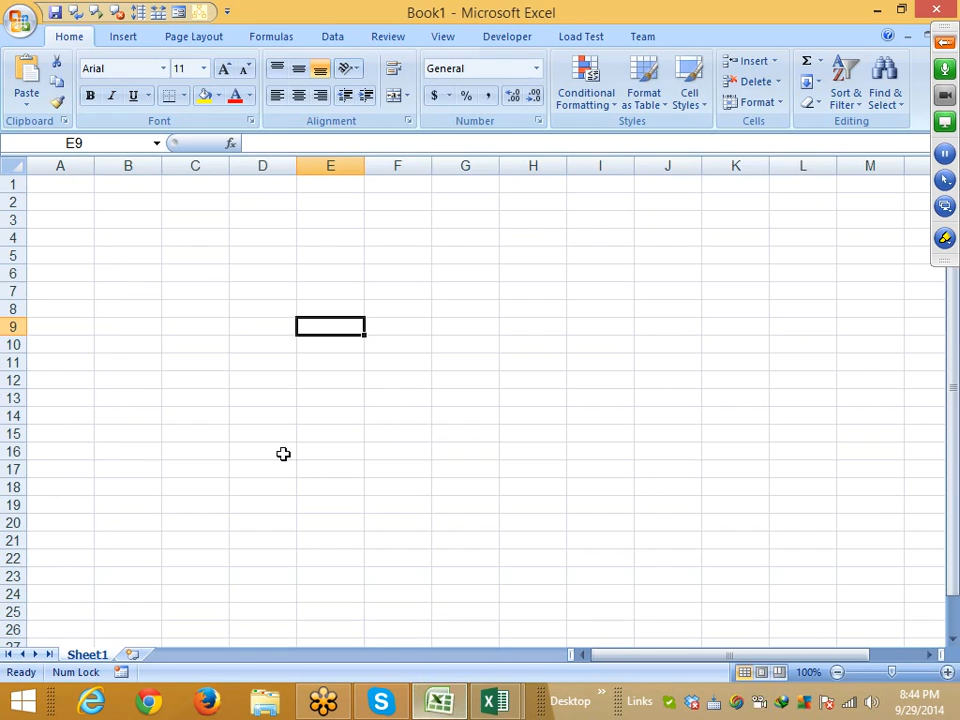 Book1 - Microsoft Excel
Home Insert Page Layout Formulas Data Review View Developer Load Test Team
Paste
Clipboard
Arial 11
B I U
Font
Alignment
General
$ % ,
Number
Conditional Formatting
Format as Table
Cell Styles
Styles
Insert
Delete
Format
Cells
Σ
Sort & Filter
Find & Select
Editing
E9
fx
A B C D E F G H I J K L M
1
2
3
4
5
6
7
8
9
10
11
12
13
14
15
16
17
18
19
20
21
22
23
24
25
26
27
Sheet1
Ready Num Lock 100%
Desktop » Links
8:44 PM
9/29/2014